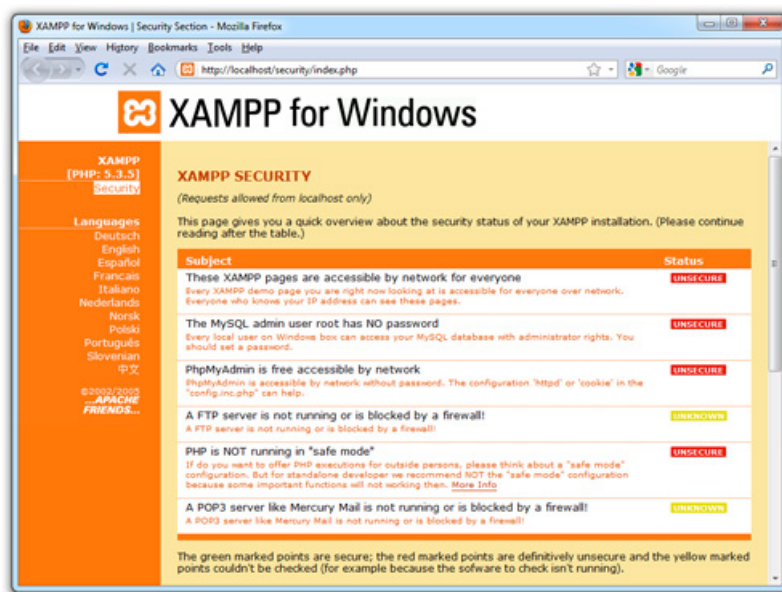 XAMPP for Windows | Security Section - Mozilla Firefox
File Edit View History Bookmarks Tools Help
http://localhost/security/index.php
Google
XAMPP for Windows
XAMPP
[PHP: 5.3.5]
Security
Languages
Deutsch
English
Español
Francais
Italiano
Nederlands
Norsk
Polski
Português
Slovenian
中文
©2002/2005
...APACHE
FRIENDS...
XAMPP SECURITY
(Requests allowed from localhost only)
This page gives you a quick overview about the security status of your XAMPP installation. (Please continue
reading after the table.)
Subject Status
These XAMPP pages are accessible by network for everyone UNSECURE
Every XAMPP demo page you are right now looking at is accessible for everyone over network.
Everyone who knows your IP address can see these pages.
The MySQL admin user root has NO password UNSECURE
Every local user on Windows box can access your MySQL database with administrator rights. You
should set a password.
PhpMyAdmin is free accessible by network UNSECURE
PhpMyAdmin is accessible by network without password. The configuration 'httpd' or 'cookie' in the
"config.inc.php" can help.
A FTP server is not running or is blocked by a firewall! UNKNOWN
A FTP server is not running or is blocked by a firewall!
PHP is NOT running in "safe mode" UNSECURE
If do you want to offer PHP executions for outside persons, please think about a "safe mode"
configuration. But for standalone developer we recommend NOT the "safe mode" configuration
because some important functions will not working then. More Info
A POP3 server like Mercury Mail is not running or is blocked by a firewall! UNKNOWN
A POP3 server like Mercury Mail is not running or is blocked by a firewall!
The green marked points are secure; the red marked points are definitively unsecure and the yellow marked
points couldn't be checked (for example because the sofware to check isn't running).